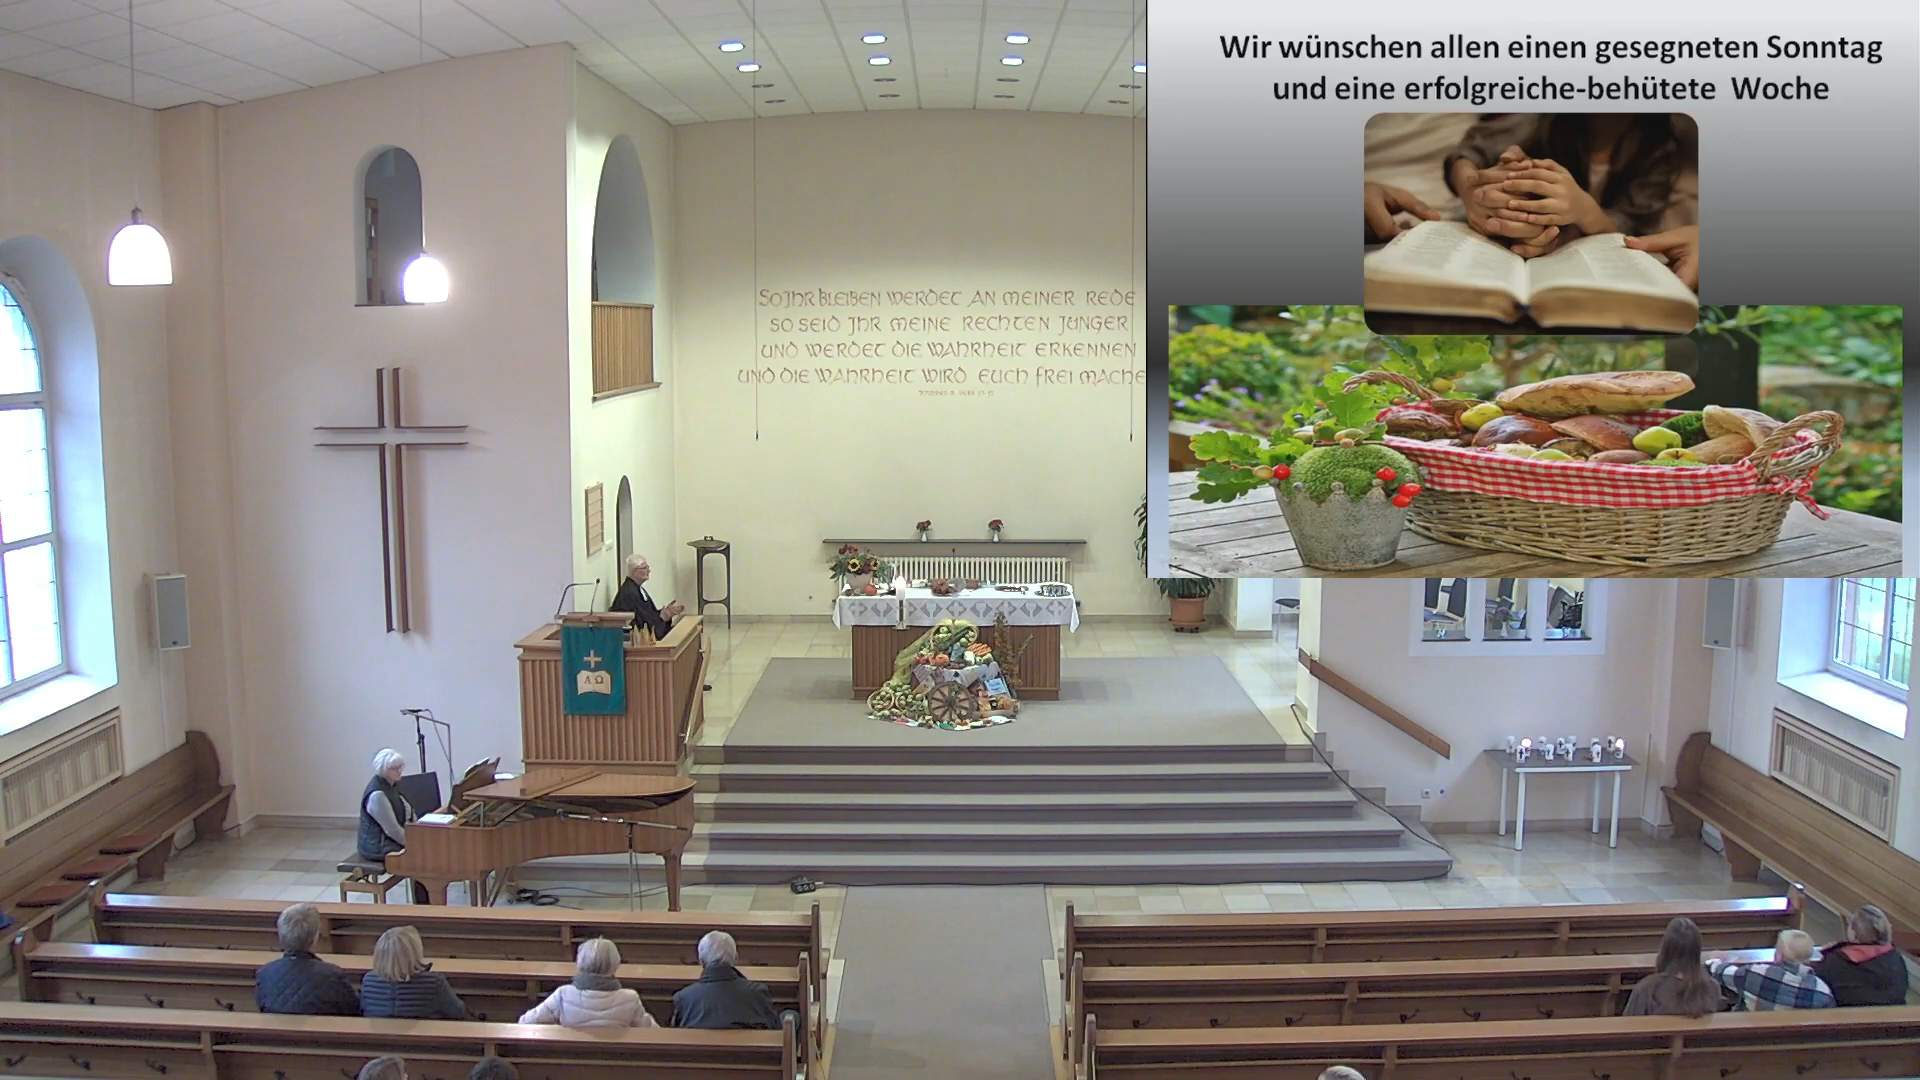 Wir wünschen allen einen gesegneten Sonntag
und eine erfolgreiche-behütete Woche
SO IHR BLEIBEN WERDET AN MEINER REDE
SO SEID IHR MEINE RECHTEN JÜNGER
UND WERDET DIE WAHRHEIT ERKENNEN
UND DIE WAHRHEIT WIRD EUCH FREI MACHE
Α Ω